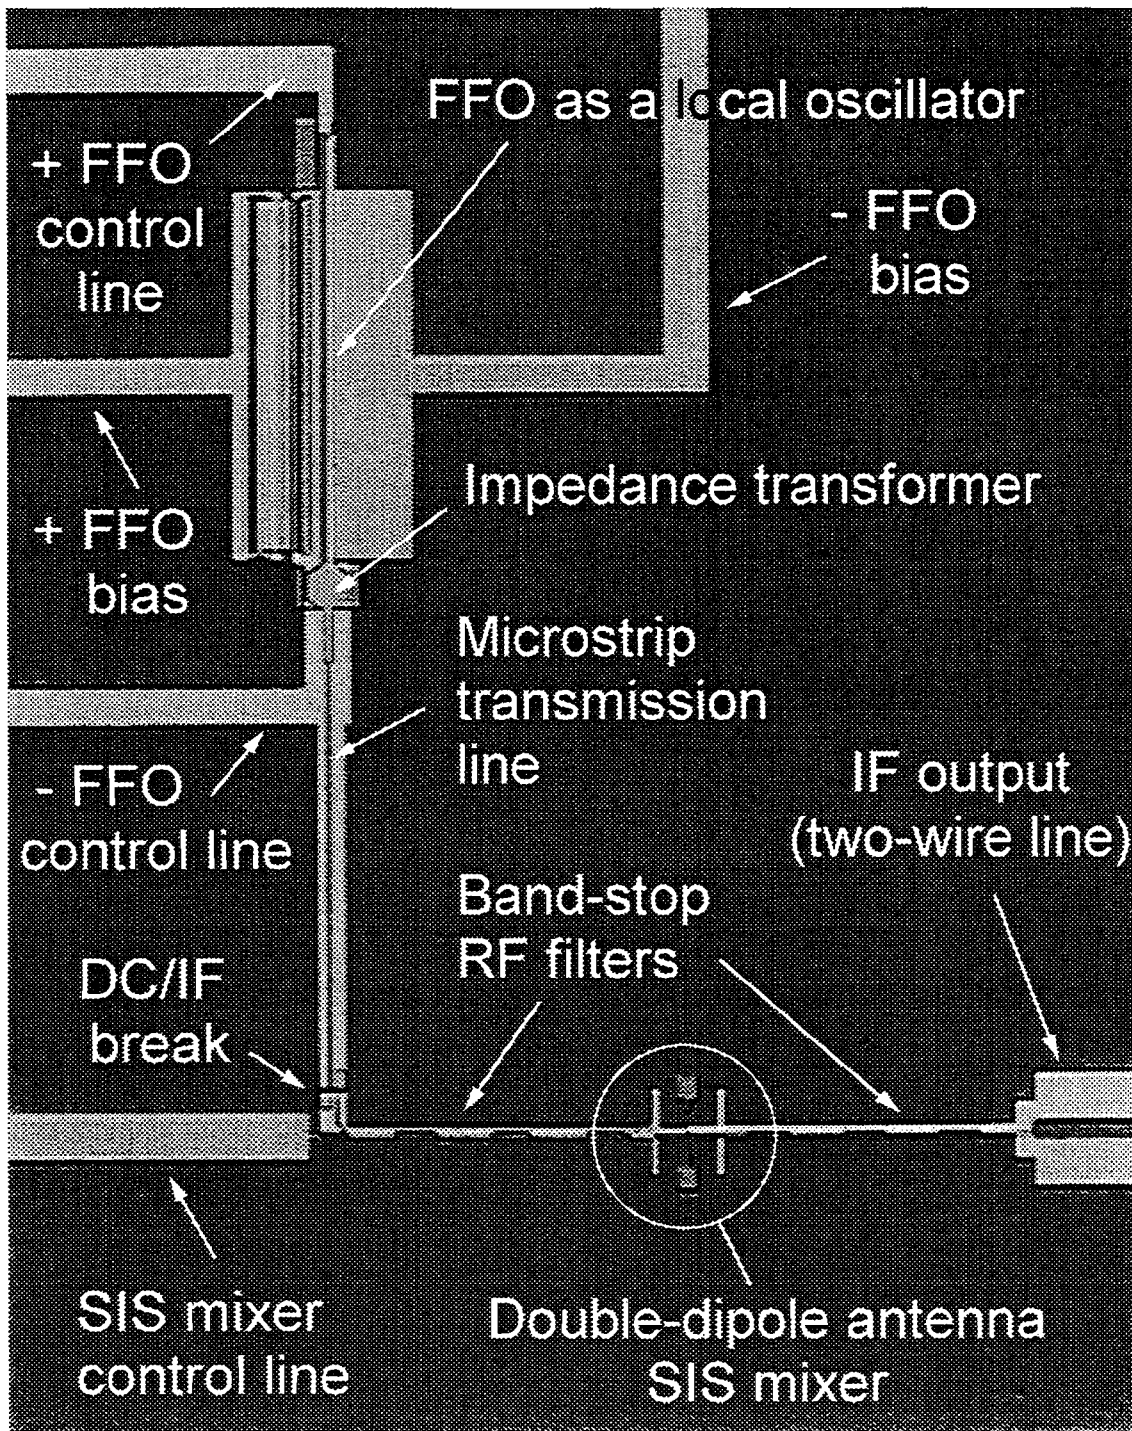 FFO as a local oscillator
+ FFO
control
line
- FFO
bias
Impedance transformer
+ FFO
bias
Microstrip
transmission
line
- FFO
control line
IF output
(two-wire line)
Band-stop
RF filters
DC/IF
break
SIS mixer
control line
Double-dipole antenna
SIS mixer